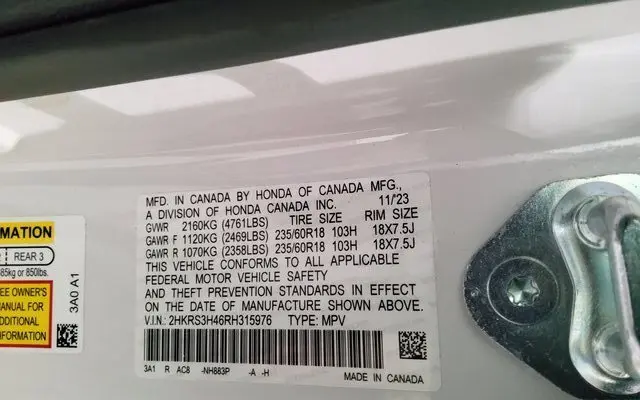 MFD. IN CANADA BY HONDA OF CANADA MFG.,
A DIVISION OF HONDA CANADA INC. 11/23
GVWR 2160KG (4761LBS) TIRE SIZE RIM SIZE
GAWR F 1120KG (2469LBS) 235/60R18 103H 18X7.5J
GAWR R 1070KG (2358LBS) 235/60R18 103H 18X7.5J
THIS VEHICLE CONFORMS TO ALL APPLICABLE
FEDERAL MOTOR VEHICLE SAFETY
AND THEFT PREVENTION STANDARDS IN EFFECT
ON THE DATE OF MANUFACTURE SHOWN ABOVE.
V.I.N.: 2HKRS3H46RH315976 TYPE: MPV
3A1 R AC8 -NH883P -A -H
MADE IN CANADA
REAR 3
850lbs.
OWNER'S
FOR
3A0 A1